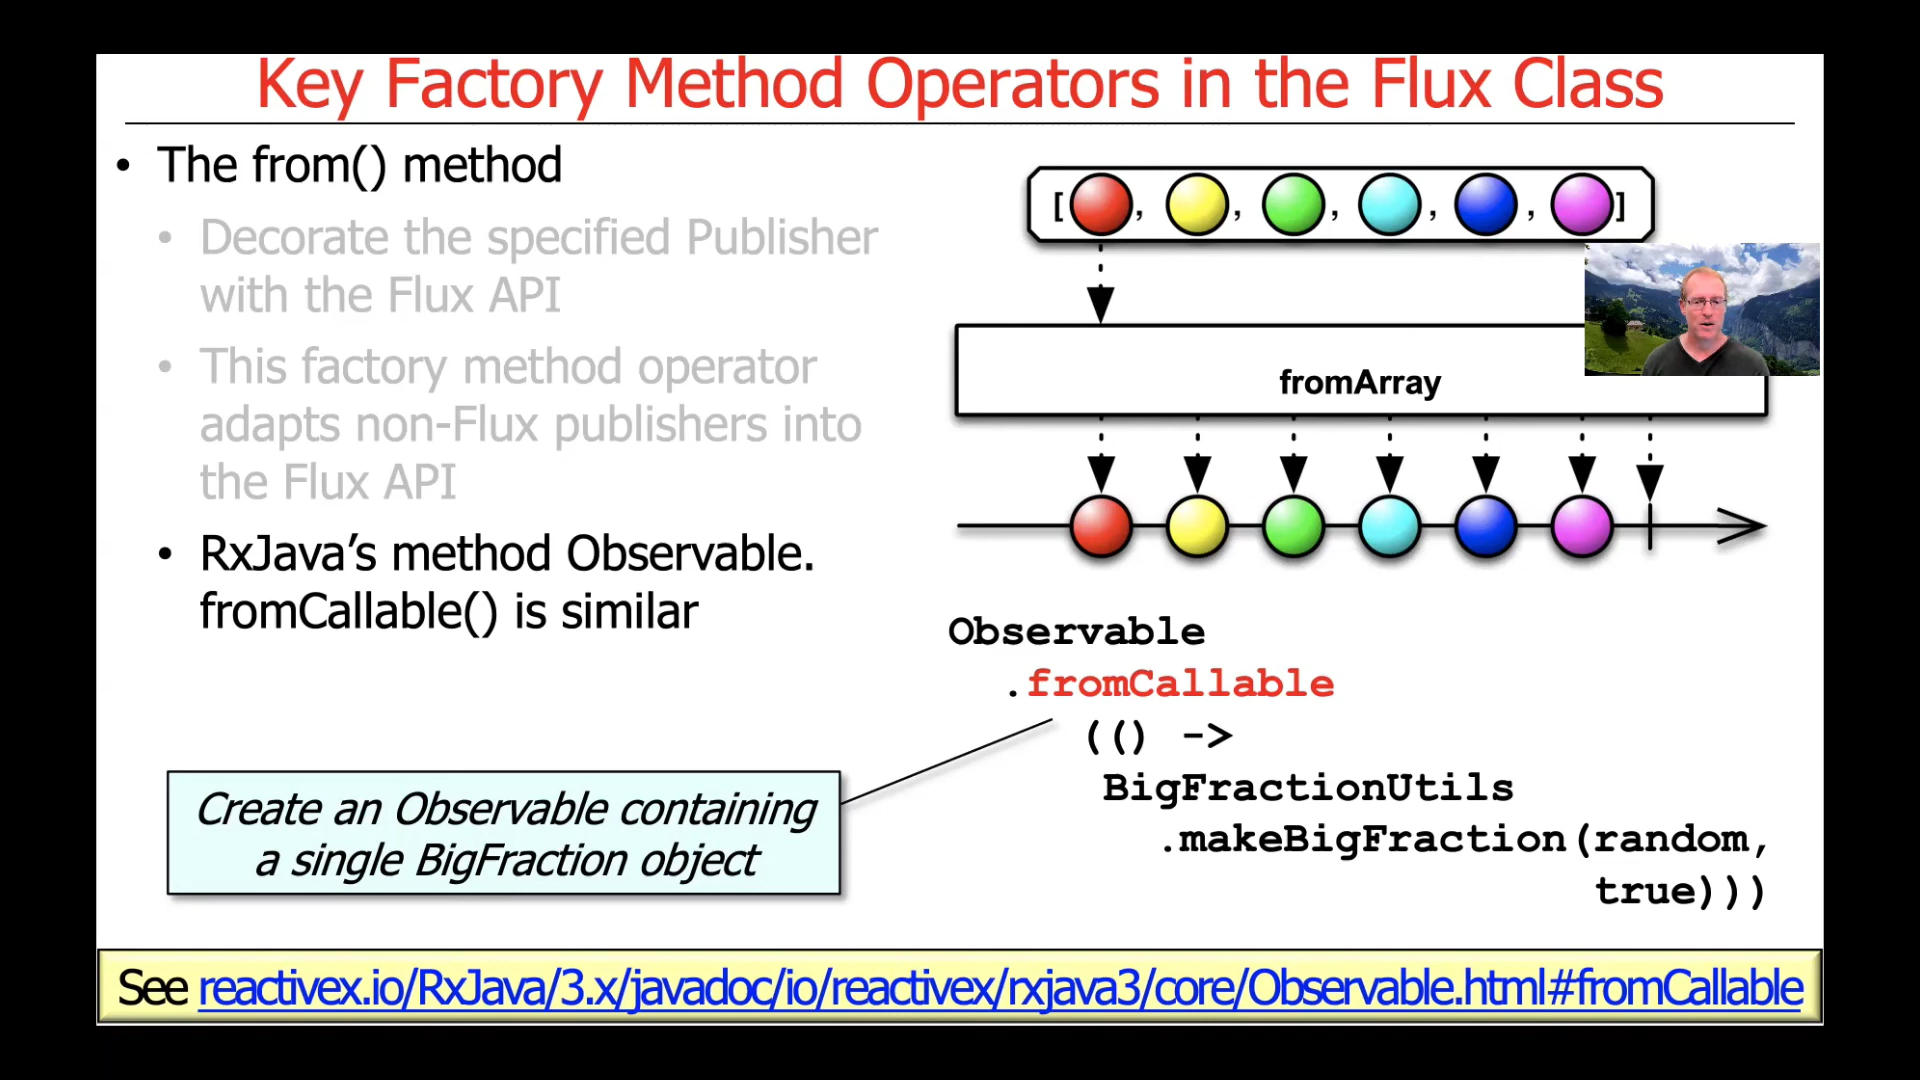 Key Factory Method Operators in the Flux Class
• The from() method
• Decorate the specified Publisher
with the Flux API
• This factory method operator
adapts non-Flux publishers into
the Flux API
• RxJava’s method Observable.
fromCallable() is similar
[ , , , , , ]
fromArray
Observable
.fromCallable
(() ->
BigFractionUtils
.makeBigFraction(random,
true)))
Create an Observable containing
a single BigFraction object
See reactivex.io/RxJava/3.x/javadoc/io/reactivex/rxjava3/core/Observable.html#fromCallable